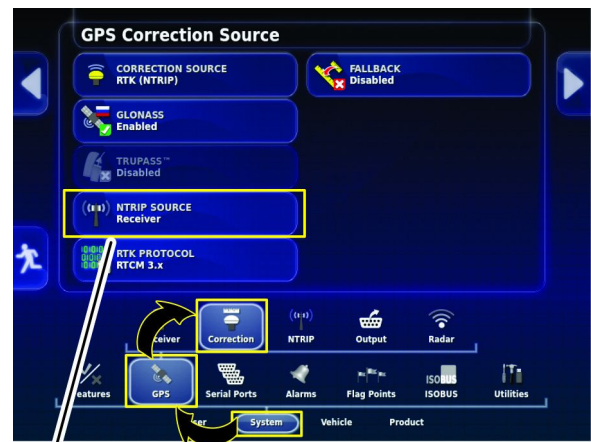 GPS Correction Source
CORRECTION SOURCE
RTK (NTRIP)
FALLBACK
Disabled
GLONASS
Enabled
TRUPASS™
Disabled
NTRIP SOURCE
Receiver
RTK PROTOCOL
RTCM 3.x
eceiver
Correction
NTRIP
Output
Radar
eatures
GPS
Serial Ports
Alarms
Flag Points
ISOBUS
ISOBUS
Utilities
ser
System
Vehicle
Product